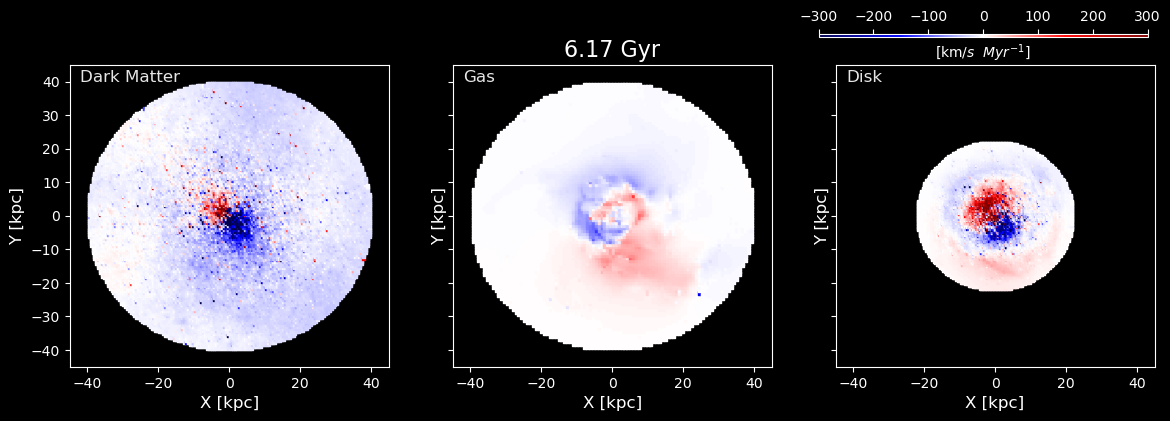 −300 −200 −100 0 100 200 300
[km/s Myr⁻¹]
6.17 Gyr
Dark Matter
Gas
Disk
40
30
20
10
0
−10
−20
−30
−40
Y [kpc]
−40 −20 0 20 40
X [kpc]
Y [kpc]
−40 −20 0 20 40
X [kpc]
Y [kpc]
−40 −20 0 20 40
X [kpc]